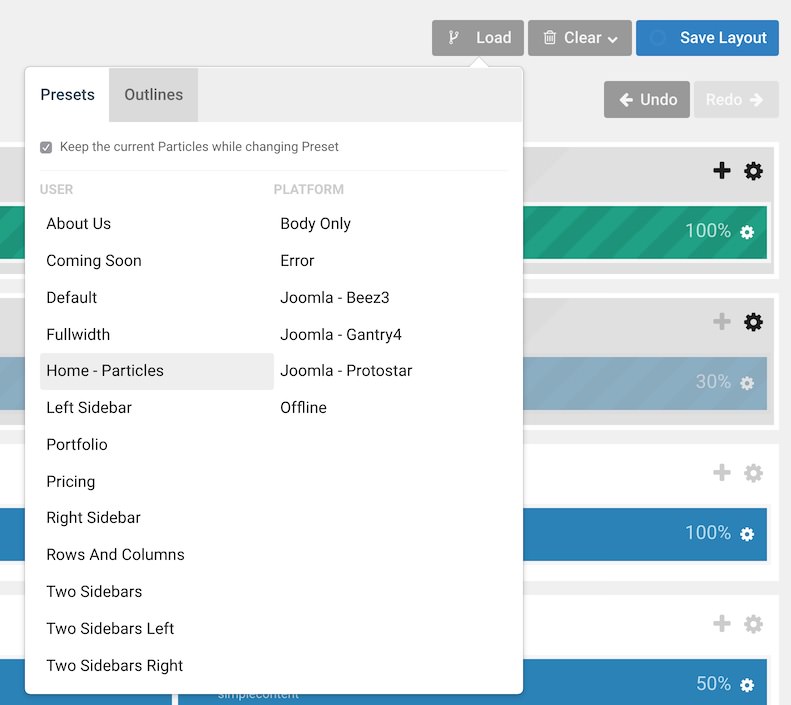 Load
Clear
Save Layout
Presets
Outlines
Undo
Redo
Keep the current Particles while changing Preset
USER
PLATFORM
About Us
Body Only
100%
Coming Soon
Error
Default
Joomla - Beez3
Fullwidth
Joomla - Gantry4
Home - Particles
Joomla - Protostar
30%
Left Sidebar
Offline
Portfolio
Pricing
Right Sidebar
100%
Rows And Columns
Two Sidebars
Two Sidebars Left
Two Sidebars Right
50%
simplecontent